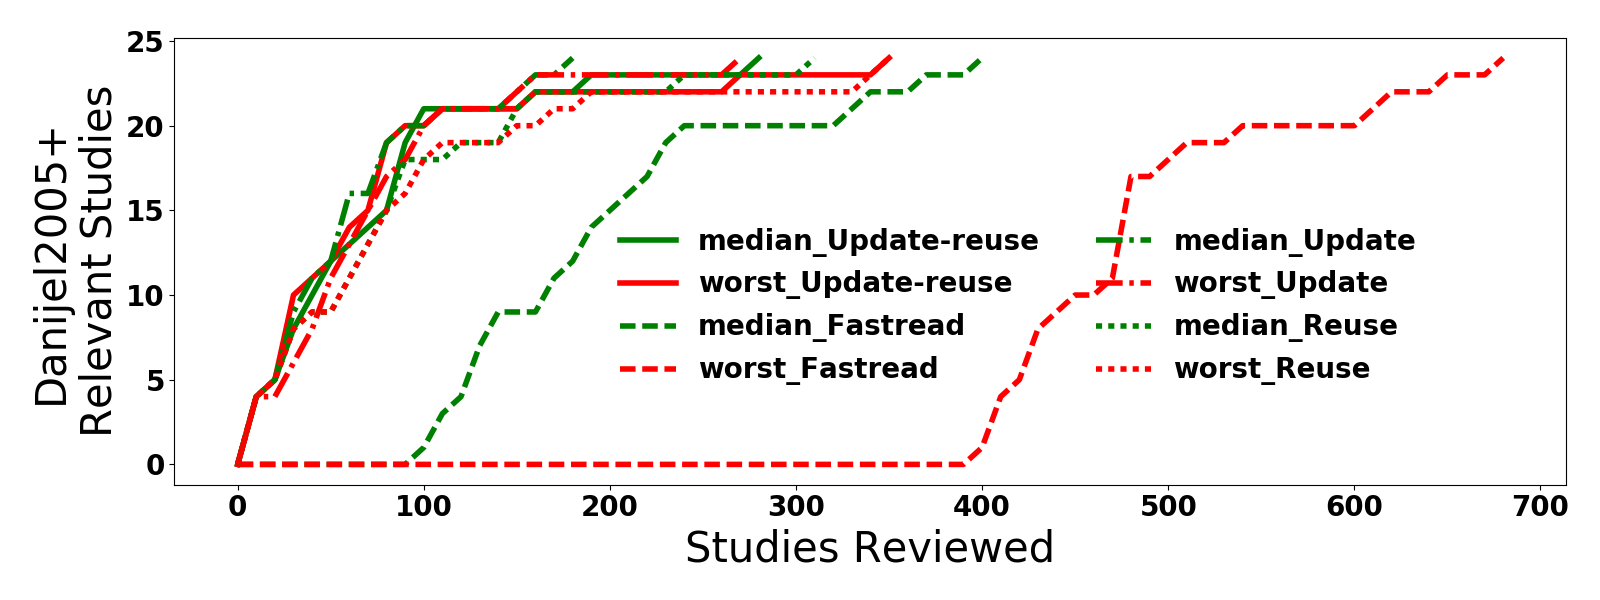 Danijel2005+
Relevant Studies
25
20
15
10
5
0
median_Update-reuse
worst_Update-reuse
median_Fastread
worst_Fastread
median_Update
worst_Update
median_Reuse
worst_Reuse
0 100 200 300 400 500 600 700
Studies Reviewed